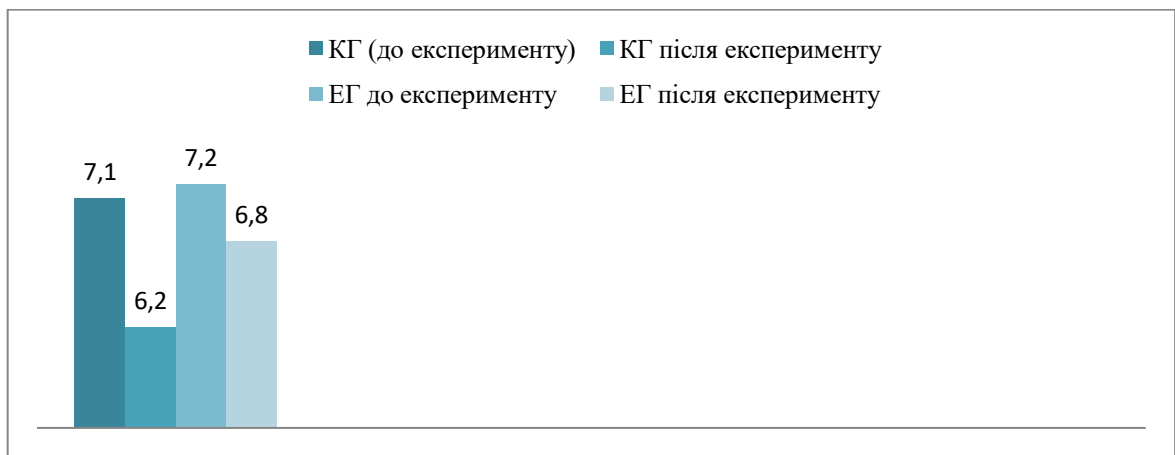 КГ (до експерименту) КГ після експерименту
ЕГ до експерименту ЕГ після експерименту
7,1 6,2 7,2 6,8